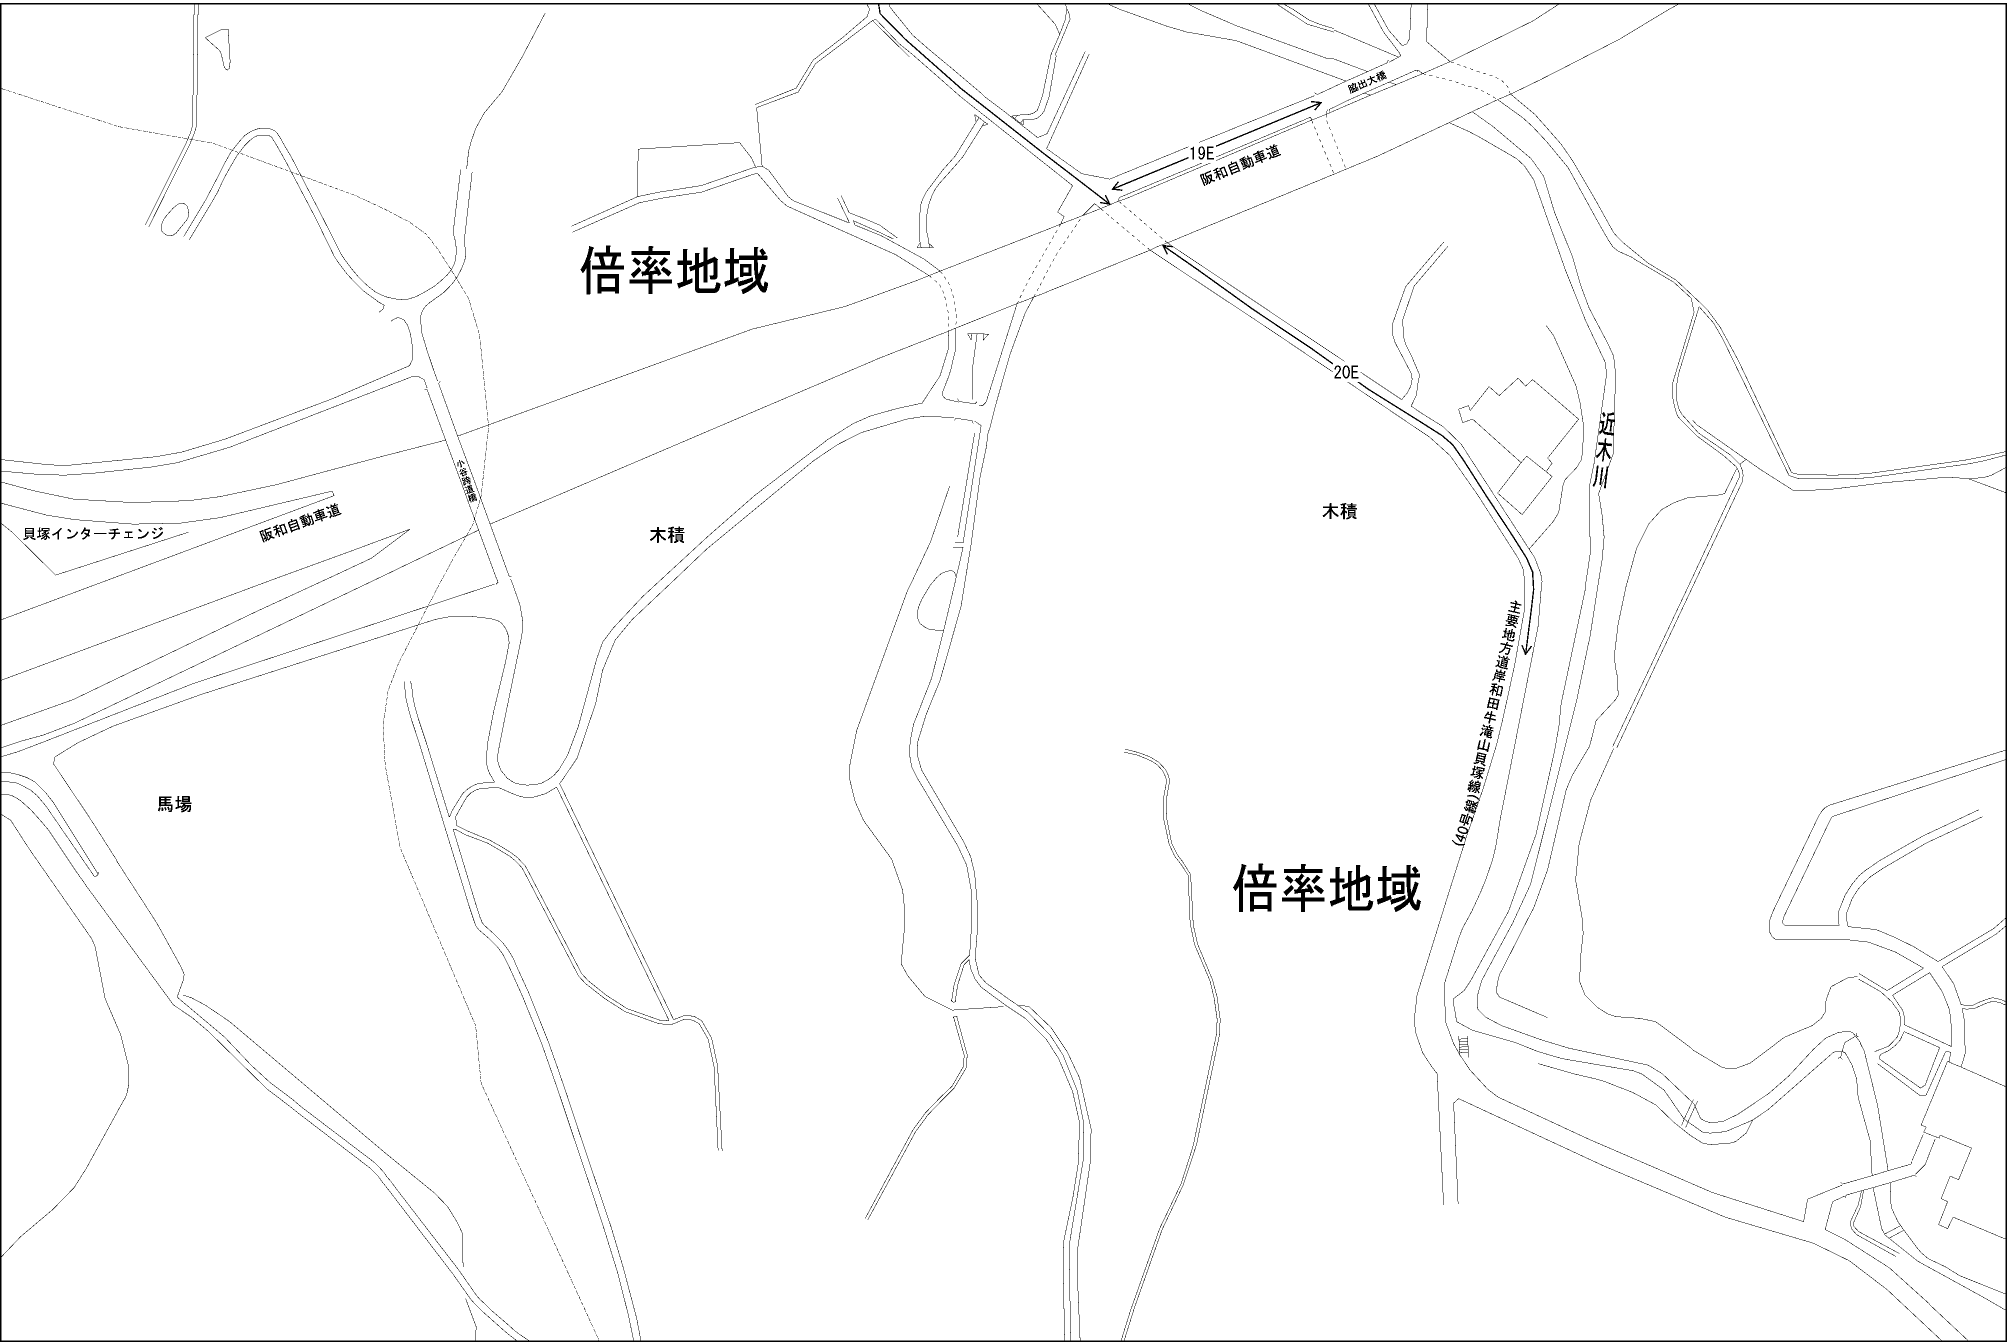 脇出大橋
19E
阪和自動車道
倍率地域
20E
近木川
小谷跨道橋
木積
木積
貝塚インターチェンジ
阪和自動車道
主要地方道岸和田牛滝山貝塚線(40号線)
馬場
倍率地域